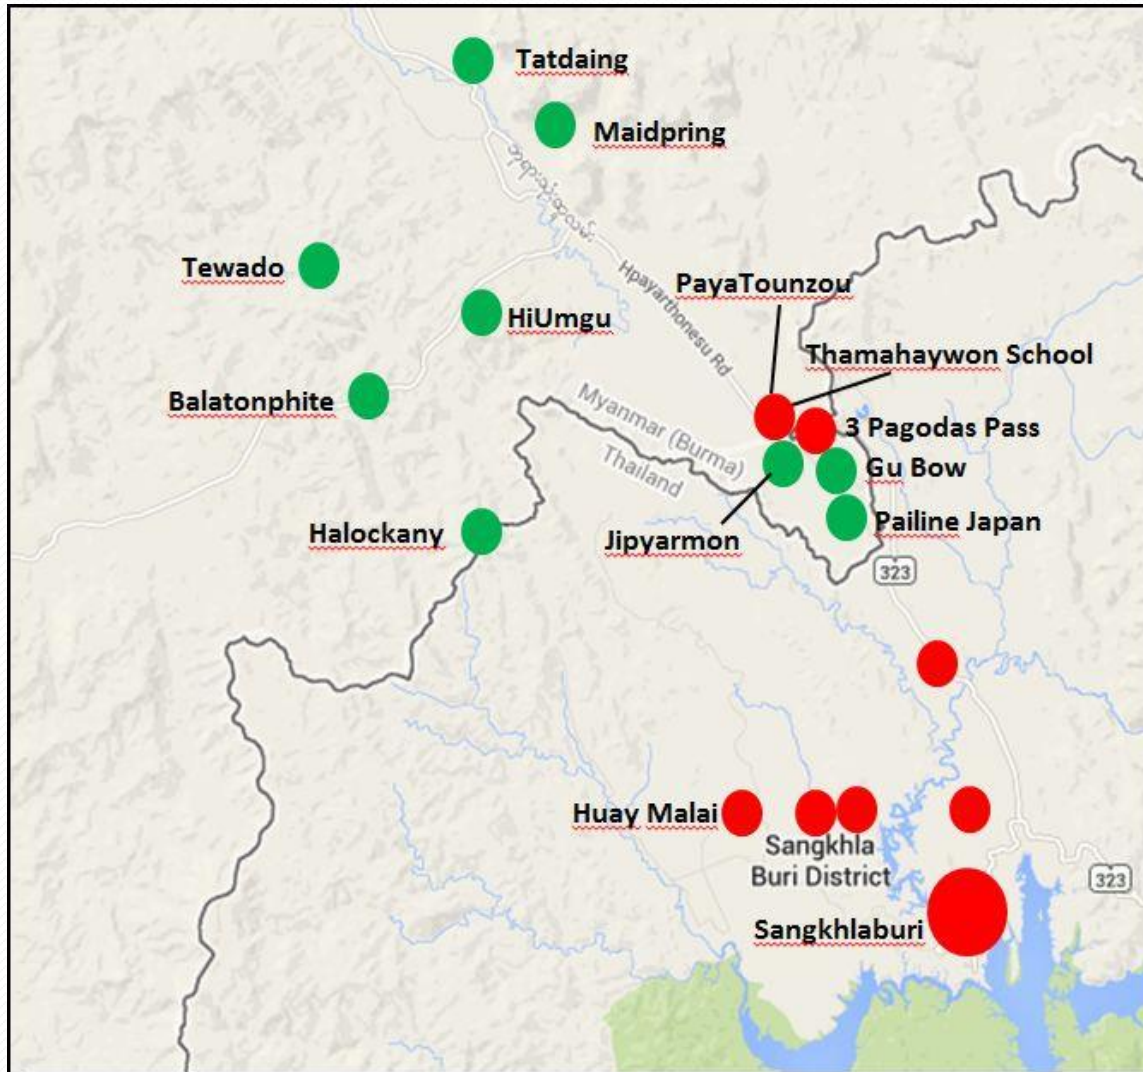 Tatdaing
Maidpring
Tewado
HiUmgu
PayaTounzou
Hpayarthonesu Rd
Thamahaywon School
Balatonphite
Myanmar (Burma)
3 Pagodas Pass
Thailand
Gu Bow
Halockany
Jipyarmon
Pailine Japan
323
Huay Malai
Sangkhla
Buri District
323
Sangkhlaburi